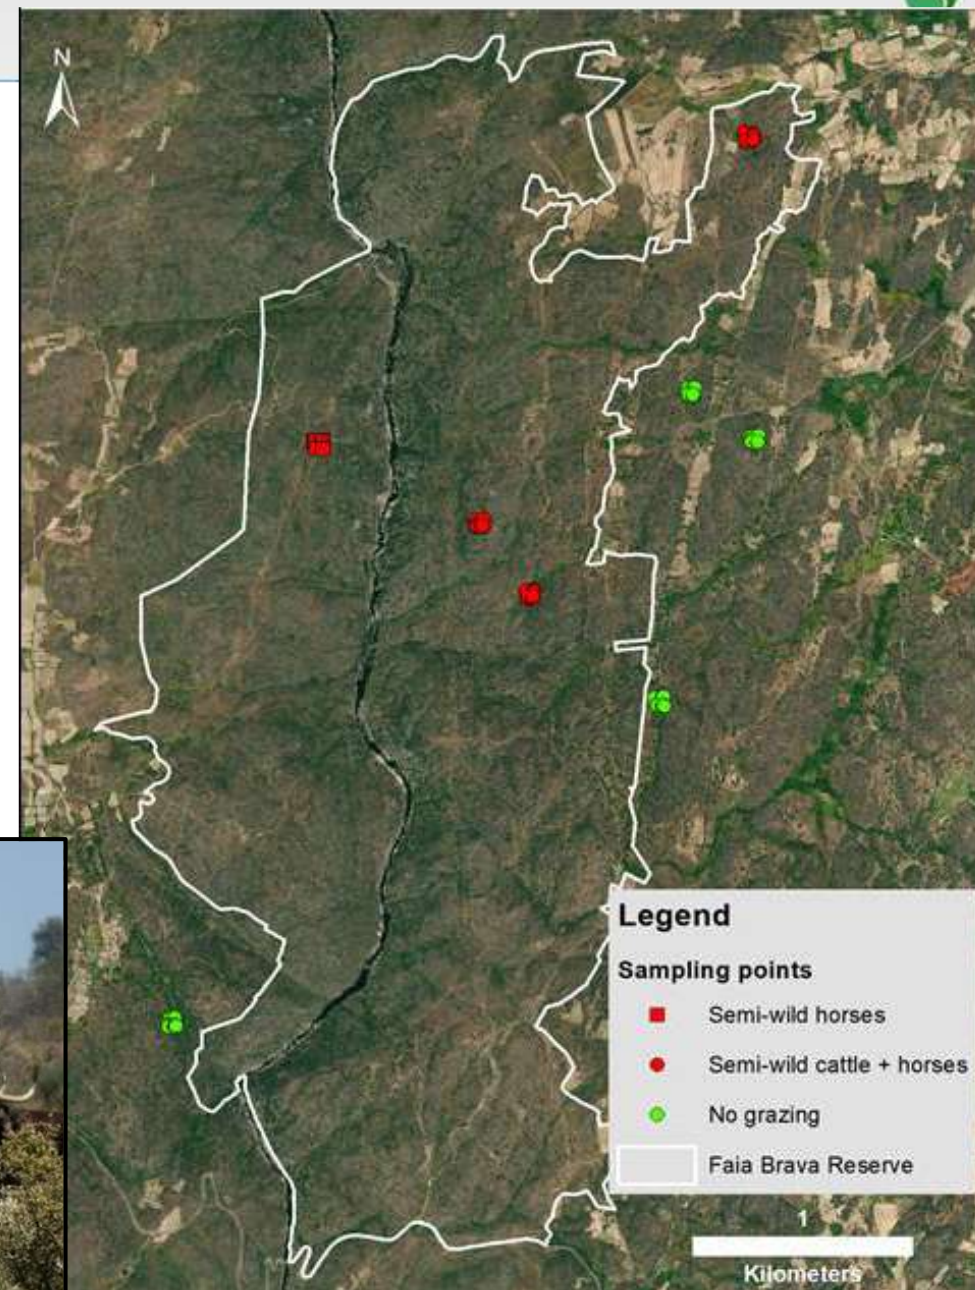 N
Legend
Sampling points
Semi-wild horses
Semi-wild cattle + horses
No grazing
Faia Brava Reserve
1
Kilometers